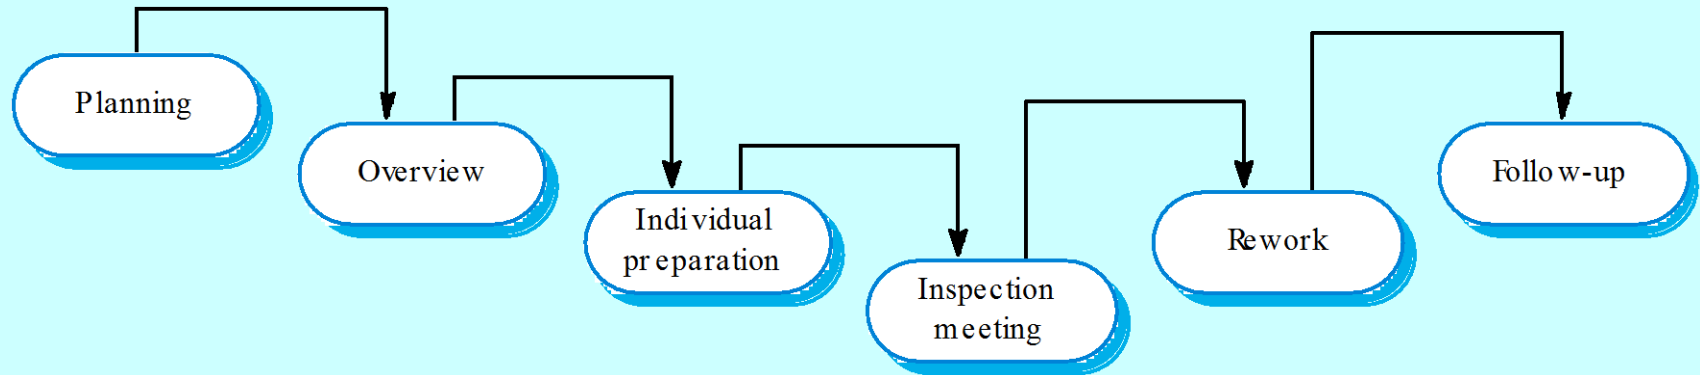 Planning
Overview
Individual
preparation
Inspection
meeting
Rework
Follow-up